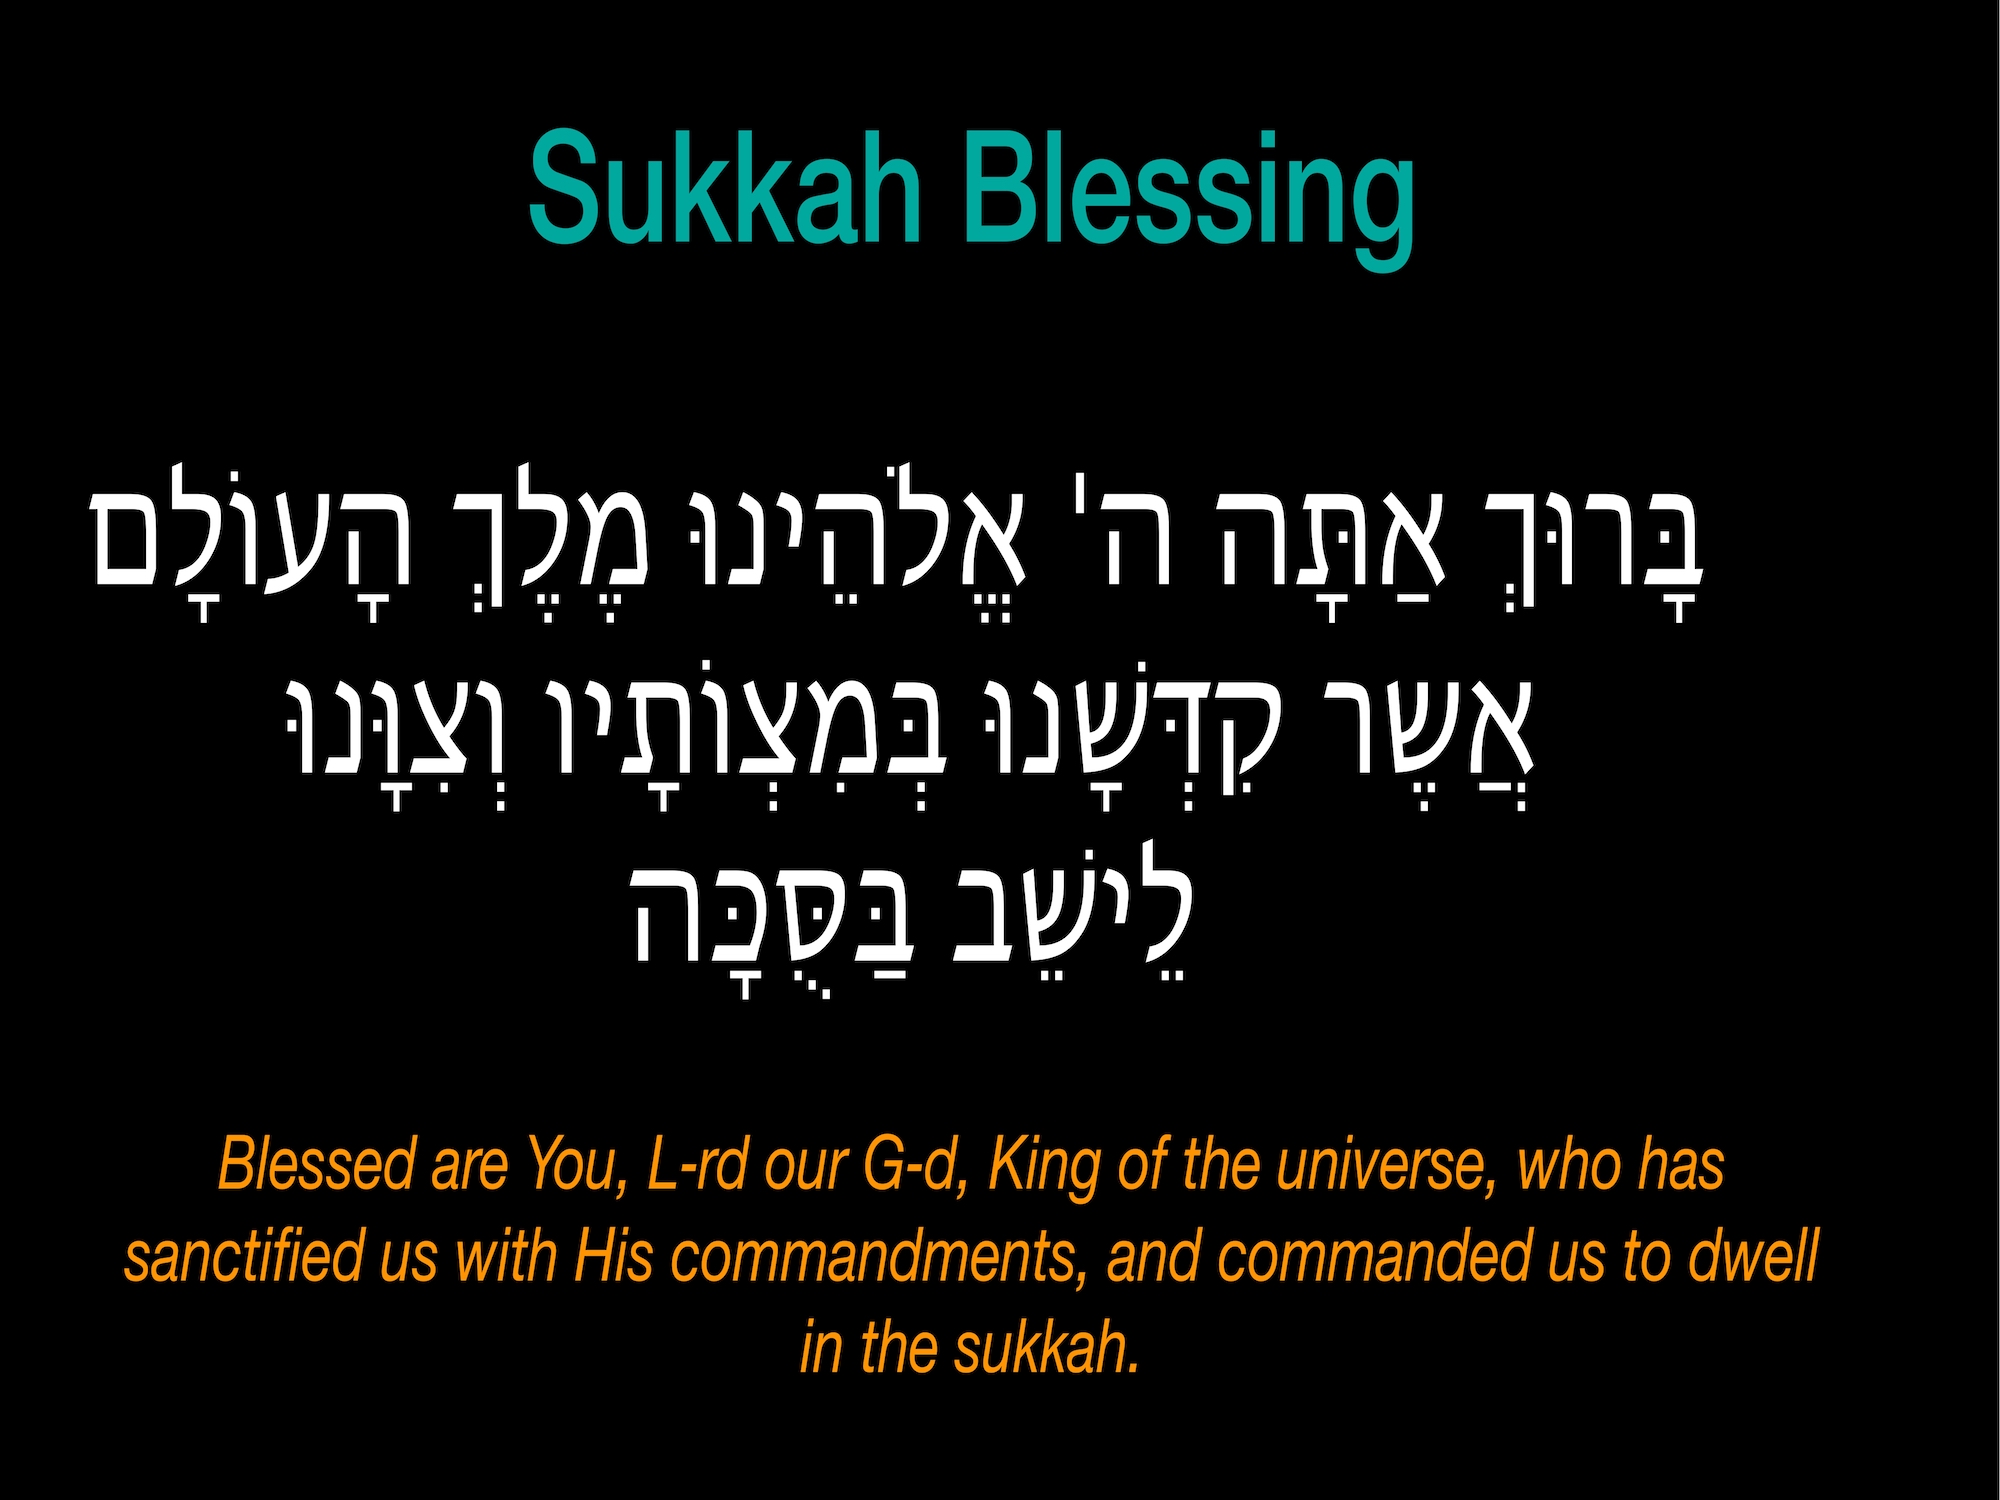 Sukkah Blessing
בָּרוּךְ אַתָּה ה' אֱלֹהֵינוּ מֶלֶךְ הָעוֹלָם
אֲשֶׁר קִדְּשָׁנוּ בְּמִצְוֹתָיו וְצִוָּנוּ
לֵישֵׁב בַּסֻּכָּה
Blessed are You, L-rd our G-d, King of the universe, who has
sanctified us with His commandments, and commanded us to dwell
in the sukkah.